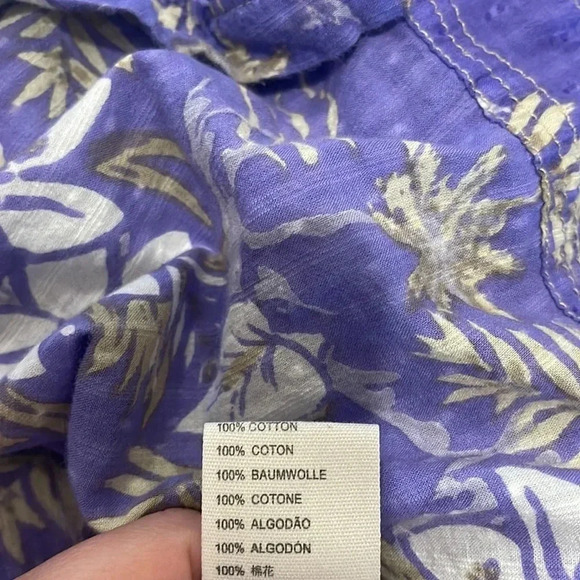 100% COTTON
100% COTON
100% BAUMWOLLE
100% COTONE
100% ALGODÃO
100% ALGODÓN
100% 棉花